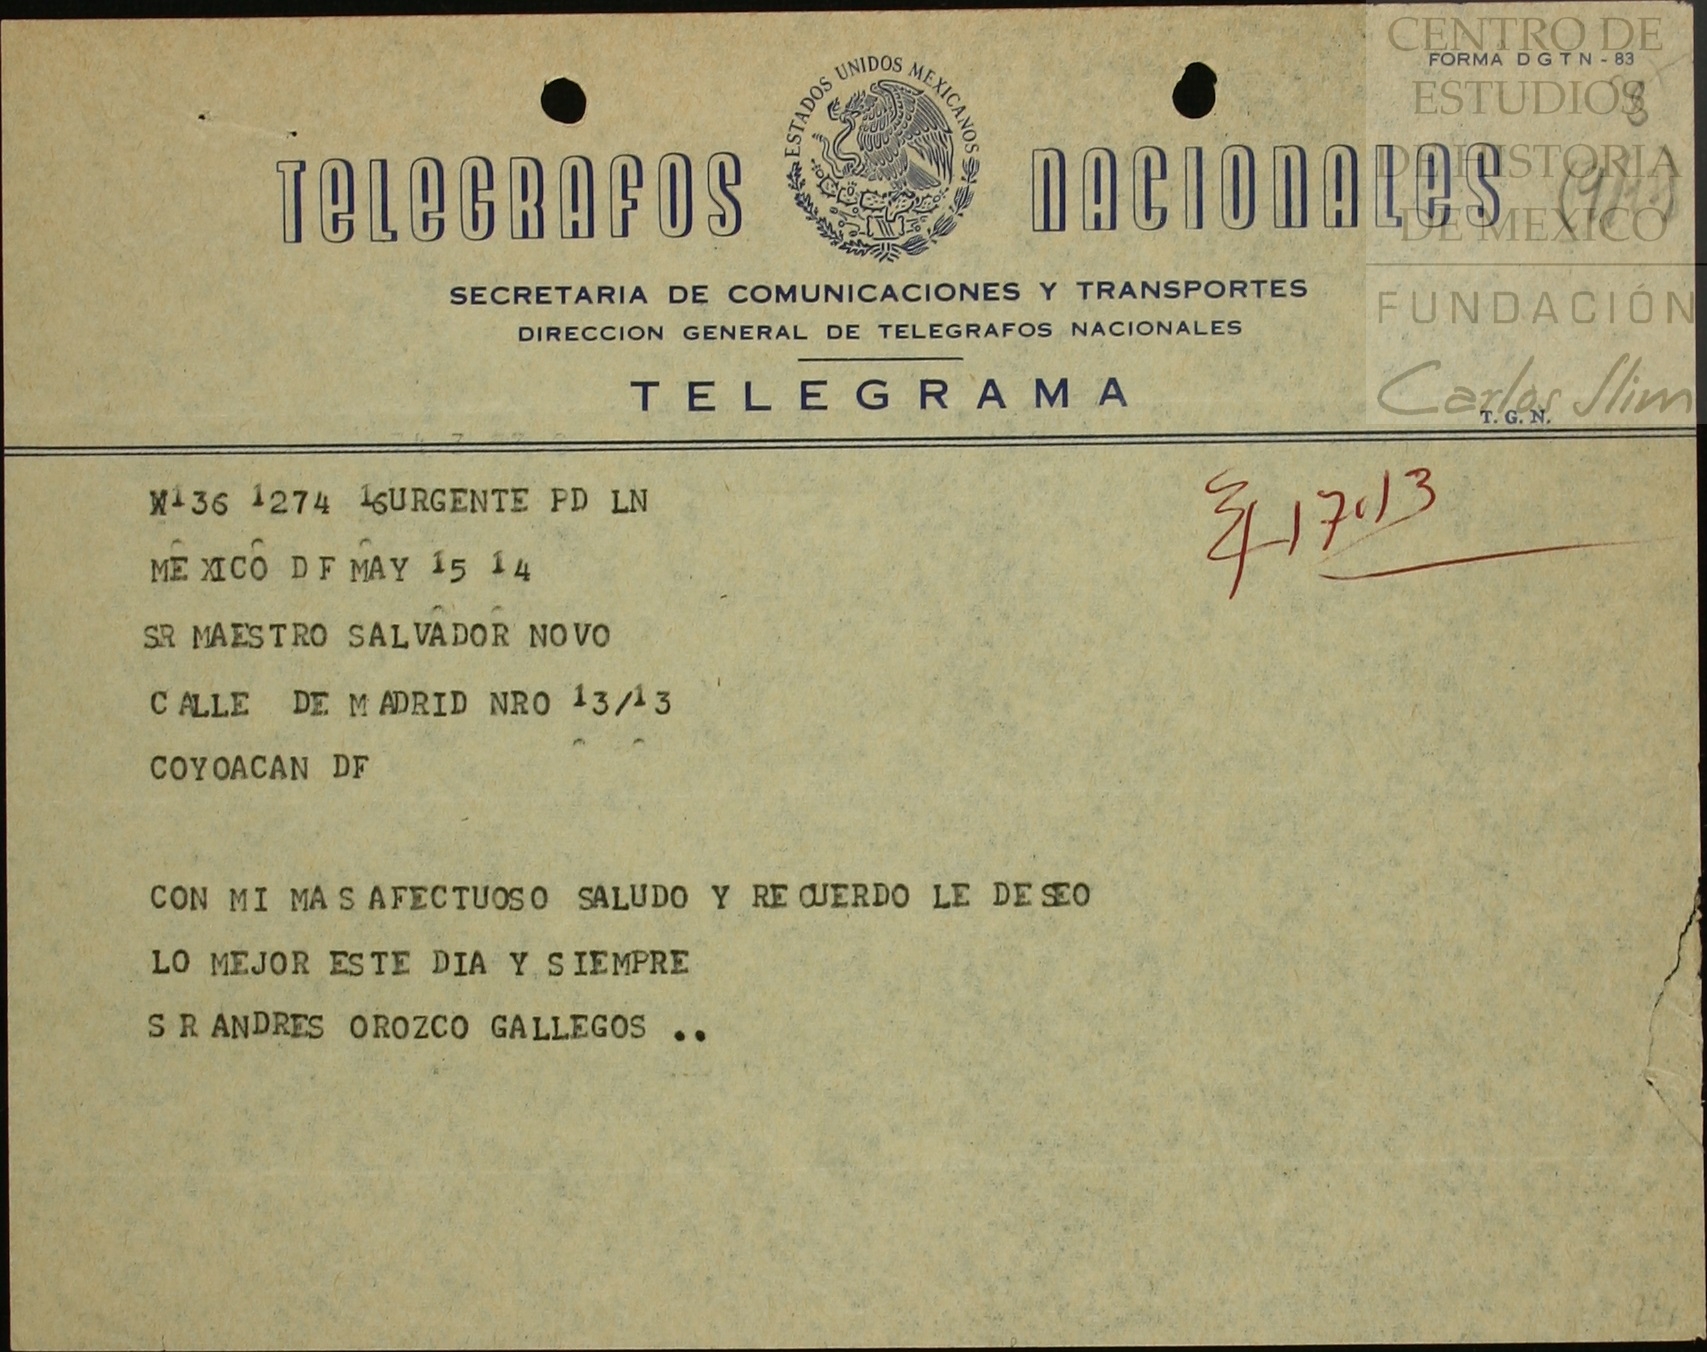 CENTRO DE
FORMA D G T N - 83
ESTUDIOS
DE HISTORIA
DE MEXICO
FUNDACIÓN
Carlos Slim
ESTADOS UNIDOS MEXICANOS
TELEGRAFOS NACIONALES
SECRETARIA DE COMUNICACIONES Y TRANSPORTES
DIRECCION GENERAL DE TELEGRAFOS NACIONALES
TELEGRAMA
T. G. N.
136 1274 16URGENTE PD LN
17.13
MEXICO DF MAY 15 14
SR MAESTRO SALVADOR NOVO
CALLE DE MADRID NRO 13/13
COYOACAN DF
CON MI MAS AFECTUOSO SALUDO Y RECUERDO LE DESEO
LO MEJOR ESTE DIA Y SIEMPRE
SR ANDRES OROZCO GALLEGOS ..